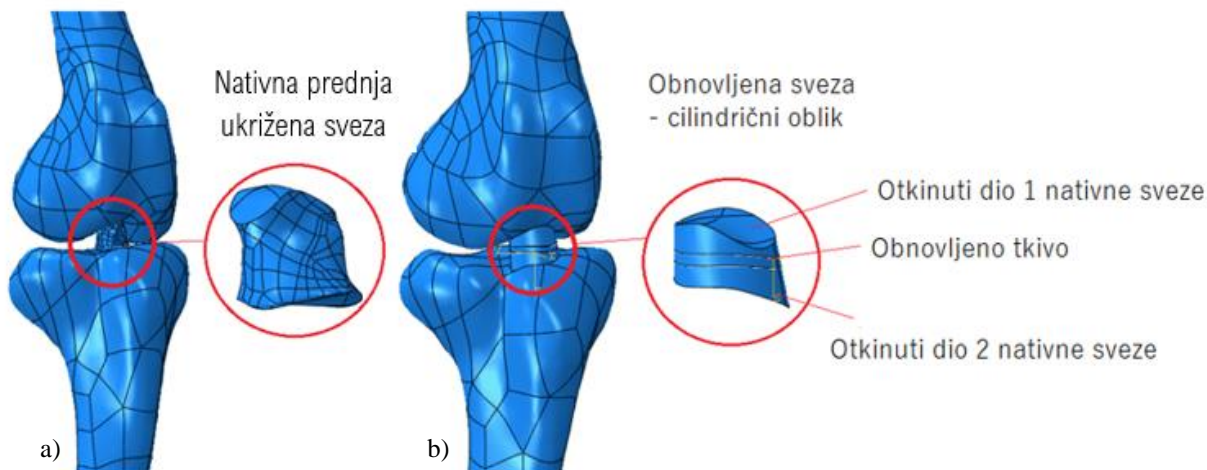 Nativna prednja
ukrižena sveza
a)
Obnovljena sveza
- cilindrični oblik
Otkinuti dio 1 nativne sveze
Obnovljeno tkivo
Otkinuti dio 2 nativne sveze
b)